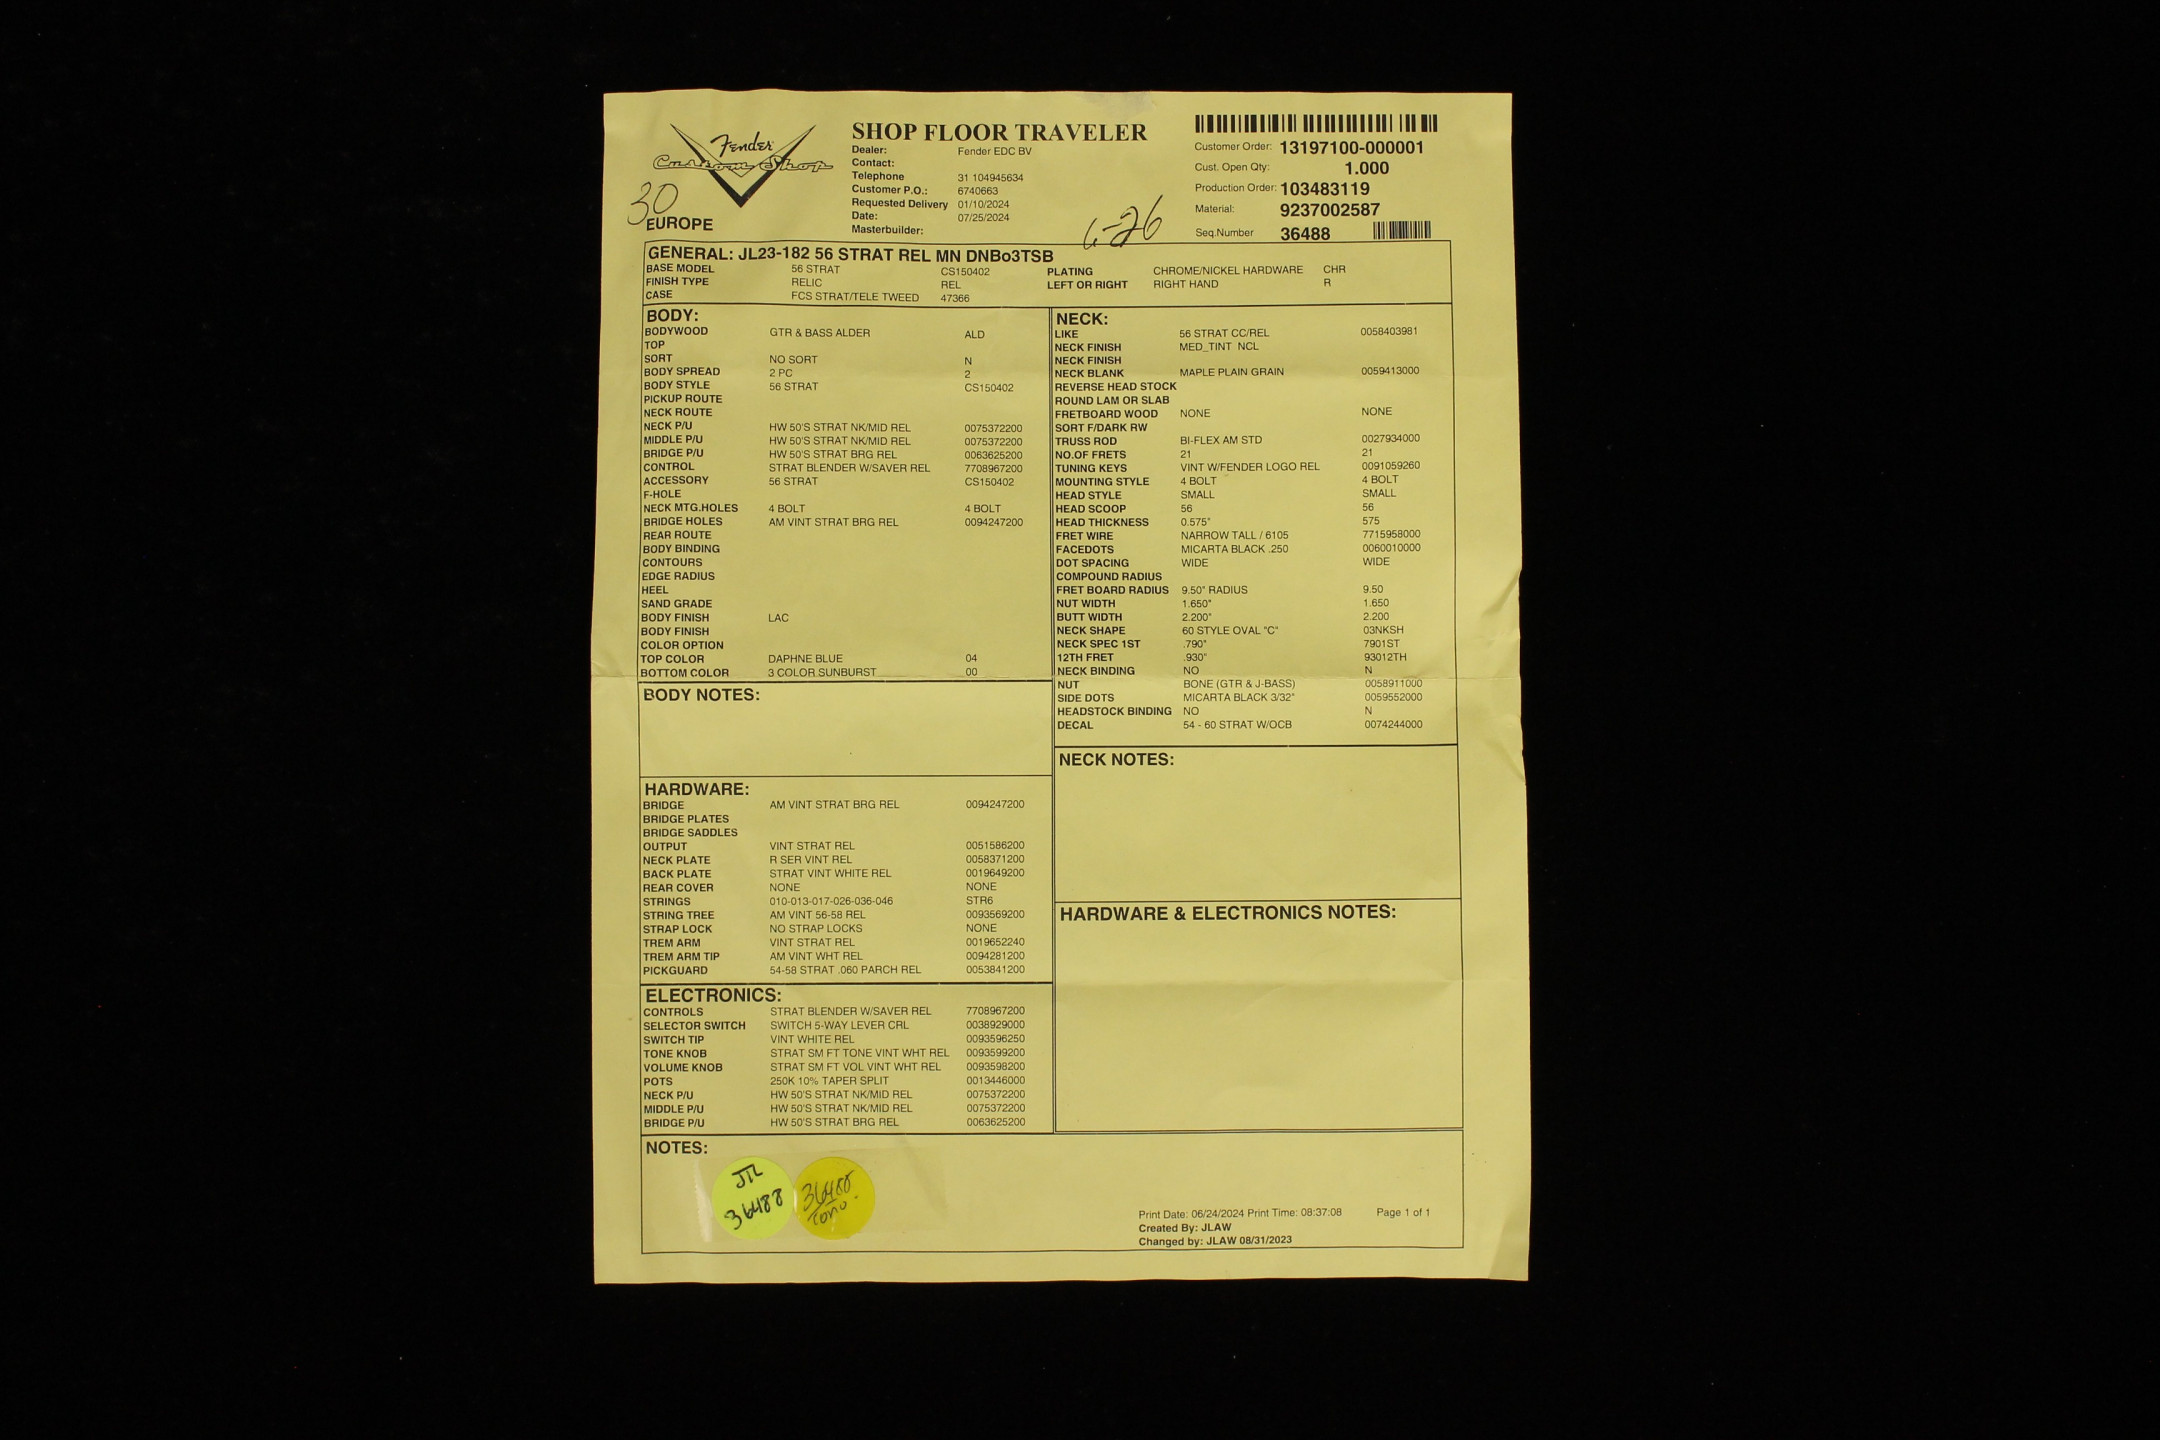 Fender
Custom Shop
30
EUROPE
SHOP FLOOR TRAVELER
Dealer: Fender EDC BV
Contact:
Telephone 31 104945634
Customer P.O.: 6740663
Requested Delivery 01/10/2024
Date: 07/25/2024
Masterbuilder:
6-26
Customer Order: 13197100-000001
Cust. Open Qty: 1.000
Production Order: 103483119
Material: 9237002587
Seq.Number 36488
GENERAL: JL23-182 56 STRAT REL MN DNBo3TSB
BASE MODEL 56 STRAT CS150402 PLATING CHROME/NICKEL HARDWARE CHR
FINISH TYPE RELIC REL LEFT OR RIGHT RIGHT HAND R
CASE FCS STRAT/TELE TWEED 47366
BODY:
BODYWOOD GTR & BASS ALDER ALD
TOP
SORT NO SORT N
BODY SPREAD 2 PC 2
BODY STYLE 56 STRAT CS150402
PICKUP ROUTE
NECK ROUTE
NECK P/U HW 50'S STRAT NK/MID REL 0075372200
MIDDLE P/U HW 50'S STRAT NK/MID REL 0075372200
BRIDGE P/U HW 50'S STRAT BRG REL 0063625200
CONTROL STRAT BLENDER W/SAVER REL 7708967200
ACCESSORY 56 STRAT CS150402
F-HOLE
NECK MTG.HOLES 4 BOLT 4 BOLT
BRIDGE HOLES AM VINT STRAT BRG REL 0094247200
REAR ROUTE
BODY BINDING
CONTOURS
EDGE RADIUS
HEEL
SAND GRADE
BODY FINISH LAC
BODY FINISH
COLOR OPTION
TOP COLOR DAPHNE BLUE 04
BOTTOM COLOR 3 COLOR SUNBURST 00
BODY NOTES:
HARDWARE:
BRIDGE AM VINT STRAT BRG REL 0094247200
BRIDGE PLATES
BRIDGE SADDLES
OUTPUT VINT STRAT REL 0051586200
NECK PLATE R SER VINT REL 0058371200
BACK PLATE STRAT VINT WHITE REL 0019649200
REAR COVER NONE NONE
STRINGS 010-013-017-026-036-046 STR6
STRING TREE AM VINT 56-58 REL 0093569200
STRAP LOCK NO STRAP LOCKS NONE
TREM ARM VINT STRAT REL 0019652240
TREM ARM TIP AM VINT WHT REL 0094281200
PICKGUARD 54-58 STRAT .060 PARCH REL 0053841200
ELECTRONICS:
CONTROLS STRAT BLENDER W/SAVER REL 7708967200
SELECTOR SWITCH SWITCH 5-WAY LEVER CRL 0038929000
SWITCH TIP VINT WHITE REL 0093596250
TONE KNOB STRAT SM FT TONE VINT WHT REL 0093599200
VOLUME KNOB STRAT SM FT VOL VINT WHT REL 0093598200
POTS 250K 10% TAPER SPLIT 0013446000
NECK P/U HW 50'S STRAT NK/MID REL 0075372200
MIDDLE P/U HW 50'S STRAT NK/MID REL 0075372200
BRIDGE P/U HW 50'S STRAT BRG REL 0063625200
NECK:
LIKE 56 STRAT CC/REL 0058403981
NECK FINISH MED_TINT NCL
NECK FINISH
NECK BLANK MAPLE PLAIN GRAIN 0059413000
REVERSE HEAD STOCK
ROUND LAM OR SLAB
FRETBOARD WOOD NONE NONE
SORT F/DARK RW
TRUSS ROD BI-FLEX AM STD 0027934000
NO.OF FRETS 21 21
TUNING KEYS VINT W/FENDER LOGO REL 0091059260
MOUNTING STYLE 4 BOLT 4 BOLT
HEAD STYLE SMALL SMALL
HEAD SCOOP 56 56
HEAD THICKNESS 0.575" 575
FRET WIRE NARROW TALL / 6105 7715958000
FACEDOTS MICARTA BLACK .250 0060010000
DOT SPACING WIDE WIDE
COMPOUND RADIUS
FRET BOARD RADIUS 9.50" RADIUS 9.50
NUT WIDTH 1.650" 1.650
BUTT WIDTH 2.200" 2.200
NECK SHAPE 60 STYLE OVAL "C" 03NKSH
NECK SPEC 1ST .790" 7901ST
12TH FRET .930" 93012TH
NECK BINDING NO N
NUT BONE (GTR & J-BASS) 0058911000
SIDE DOTS MICARTA BLACK 3/32" 0059552000
HEADSTOCK BINDING NO N
DECAL 54 - 60 STRAT W/OCB 0074244000
NECK NOTES:
HARDWARE & ELECTRONICS NOTES:
NOTES:
36488
36488
Print Date: 06/24/2024 Print Time: 08:37:08 Page 1 of 1
Created By: JLAW
Changed by: JLAW 08/31/2023